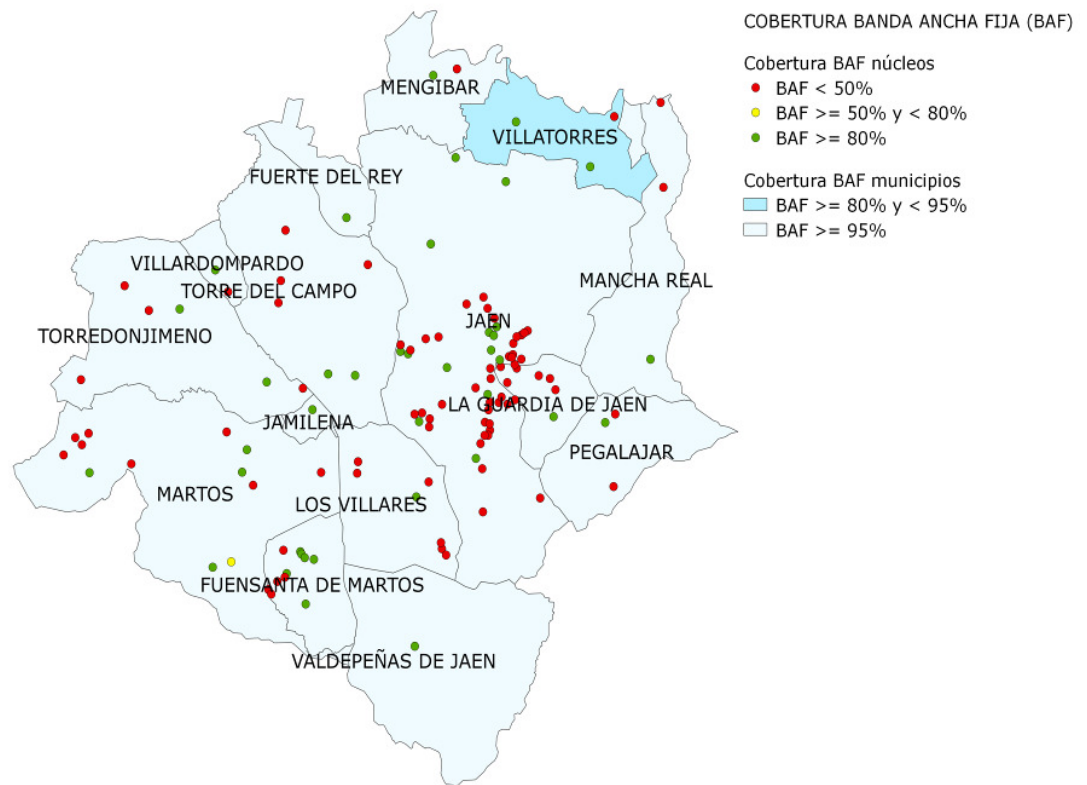 COBERTURA BANDA ANCHA FIJA (BAF)
Cobertura BAF núcleos
BAF < 50%
BAF >= 50% y < 80%
BAF >= 80%
Cobertura BAF municipios
BAF >= 80% y < 95%
BAF >= 95%
MENGIBAR
VILLATORRES
FUERTE DEL REY
VILLARDOMPARDO
MANCHA REAL
TORRE DEL CAMPO
JAEN
TORREDONJIMENO
LA GUARDIA DE JAEN
JAMILENA
PEGALAJAR
MARTOS
LOS VILLARES
FUENSANTA DE MARTOS
VALDEPEÑAS DE JAEN